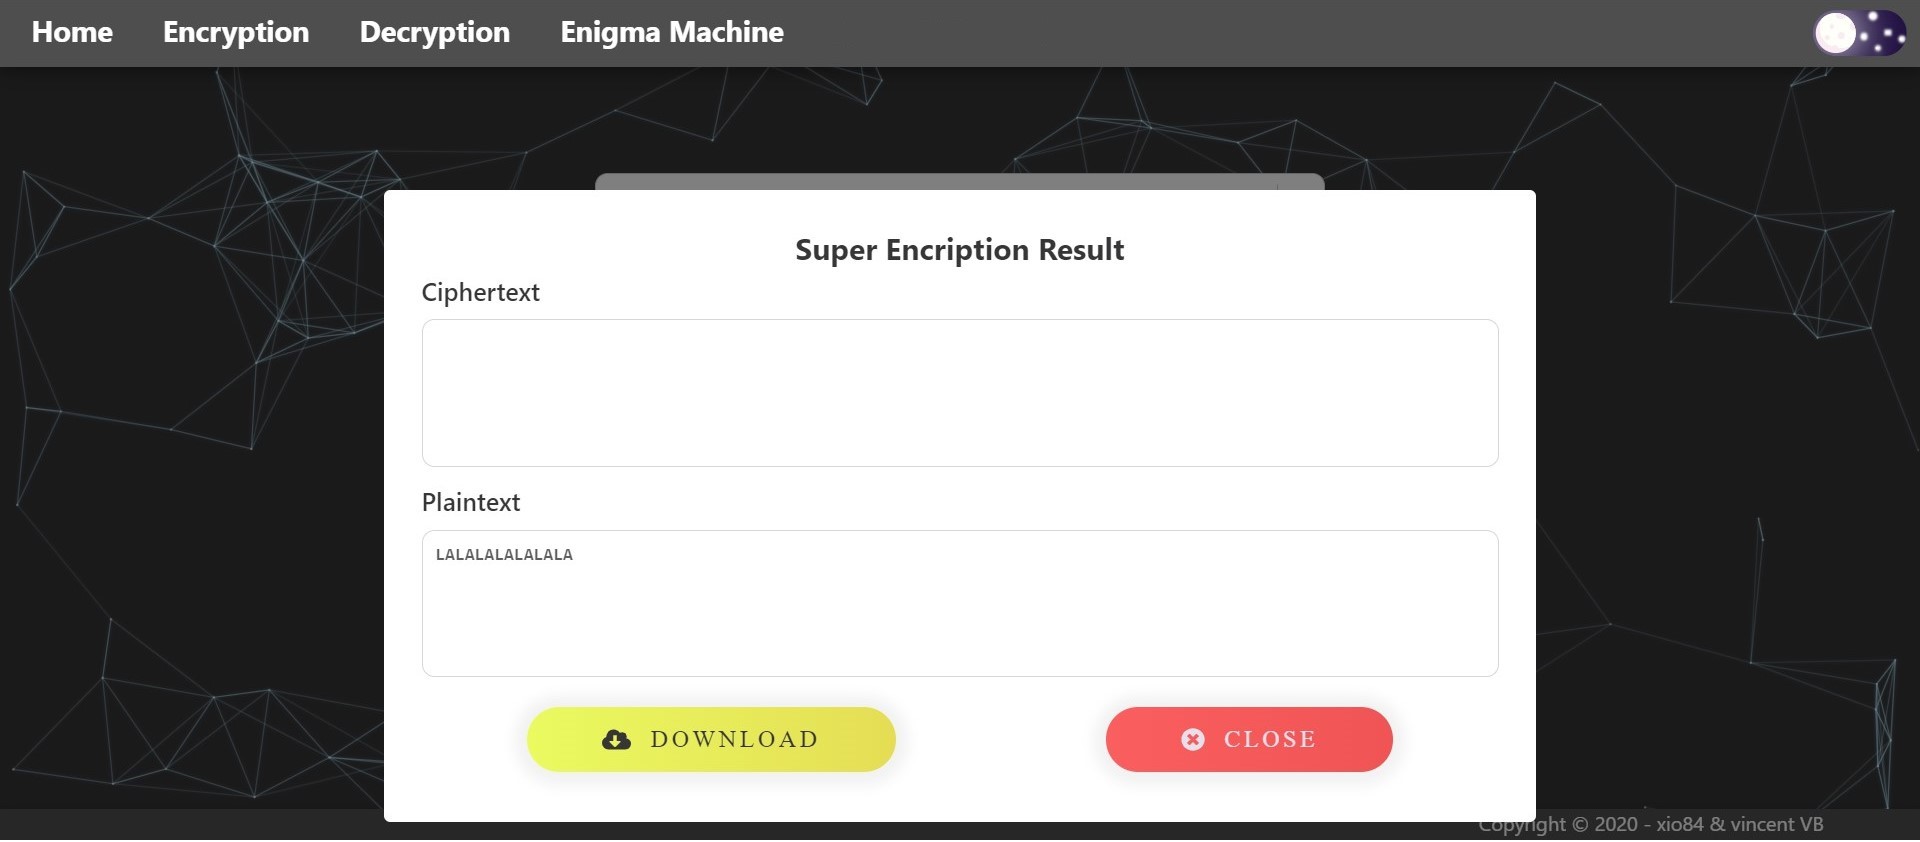 Home Encryption Decryption Enigma Machine
Super Encription Result
Ciphertext
Plaintext
LALALALALALALA
DOWNLOAD CLOSE
Copyright © 2020 - xio84 & vincent VB